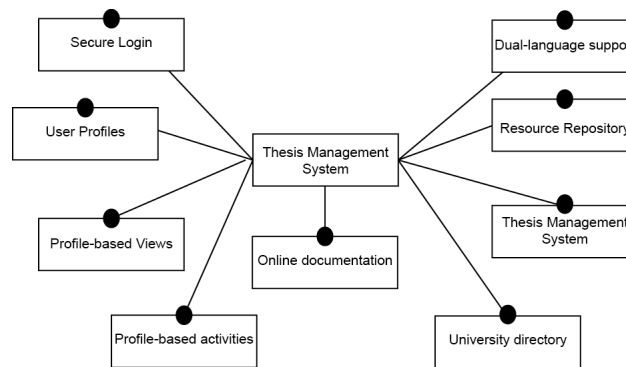 Secure Login
Dual-language suppo
User Profiles
Resource Repository
Thesis Management
System
Profile-based Views
Thesis Management
System
Online documentation
Profile-based activities
University directory